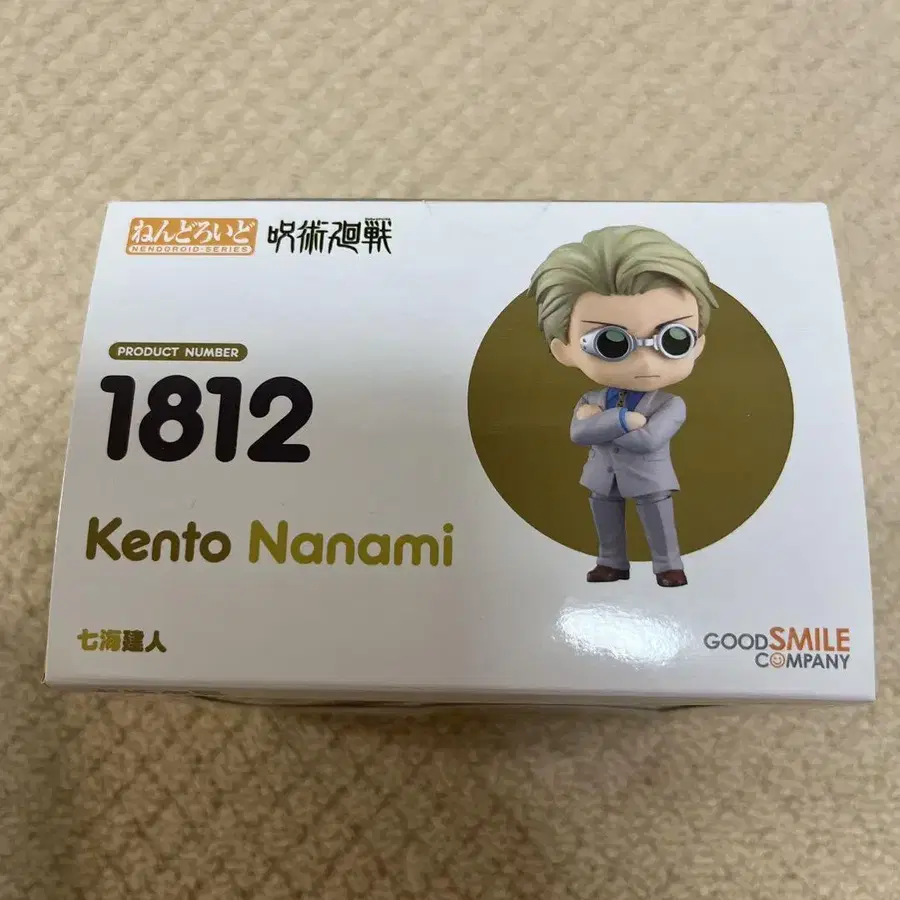 ねんどろいど
NENDOROID-SERIES
呪術廻戦
PRODUCT NUMBER
1812
Kento Nanami
七海建人
GOOD SMILE
COMPANY